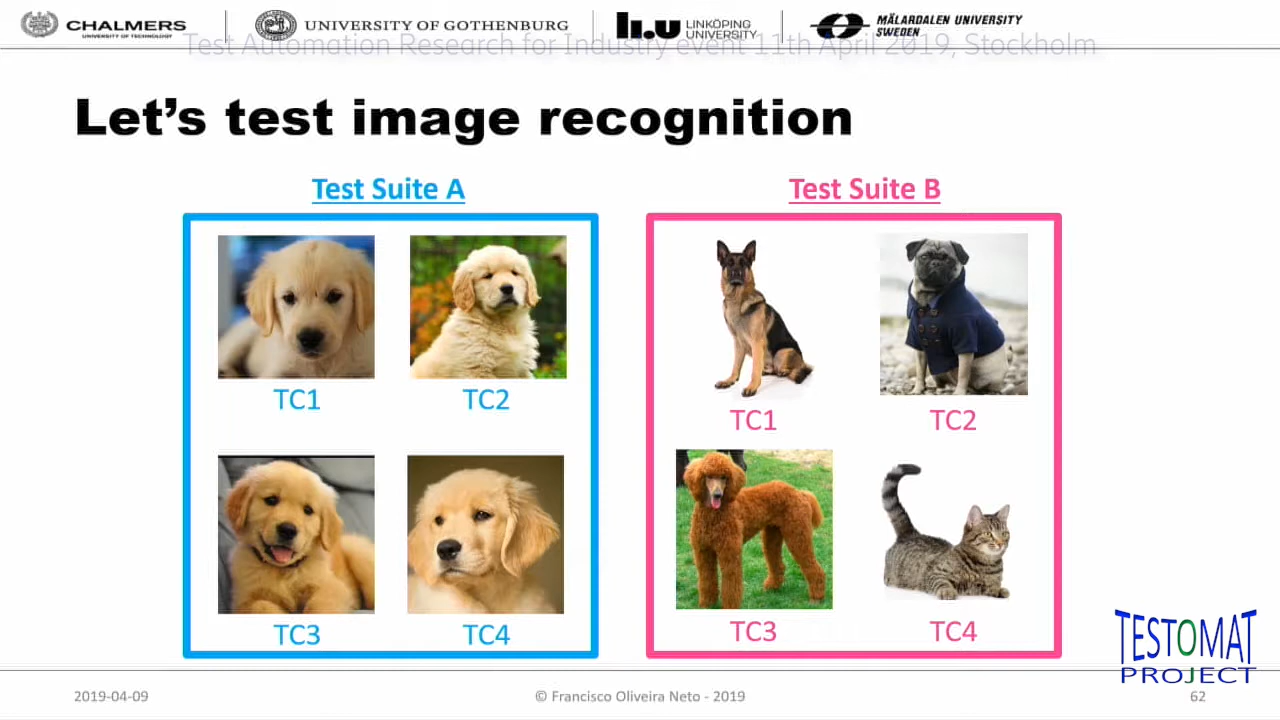 CHALMERS
UNIVERSITY OF TECHNOLOGY
UNIVERSITY OF GOTHENBURG
LINKÖPING
UNIVERSITY
MÄLARDALEN UNIVERSITY
SWEDEN
Test Automation Research for Industry event 11th April 2019, Stockholm
Let's test image recognition
Test Suite A
Test Suite B
TC1
TC2
TC1
TC2
TC3
TC4
TC3
TC4
TESTOMAT
PROJECT
2019-04-09
© Francisco Oliveira Neto - 2019
62